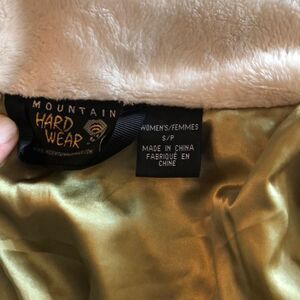 MOUNTAIN
HARD
WEAR
WOMEN'S/FEMMES
S/P
MADE IN CHINA
FABRIQUÉ EN
CHINE